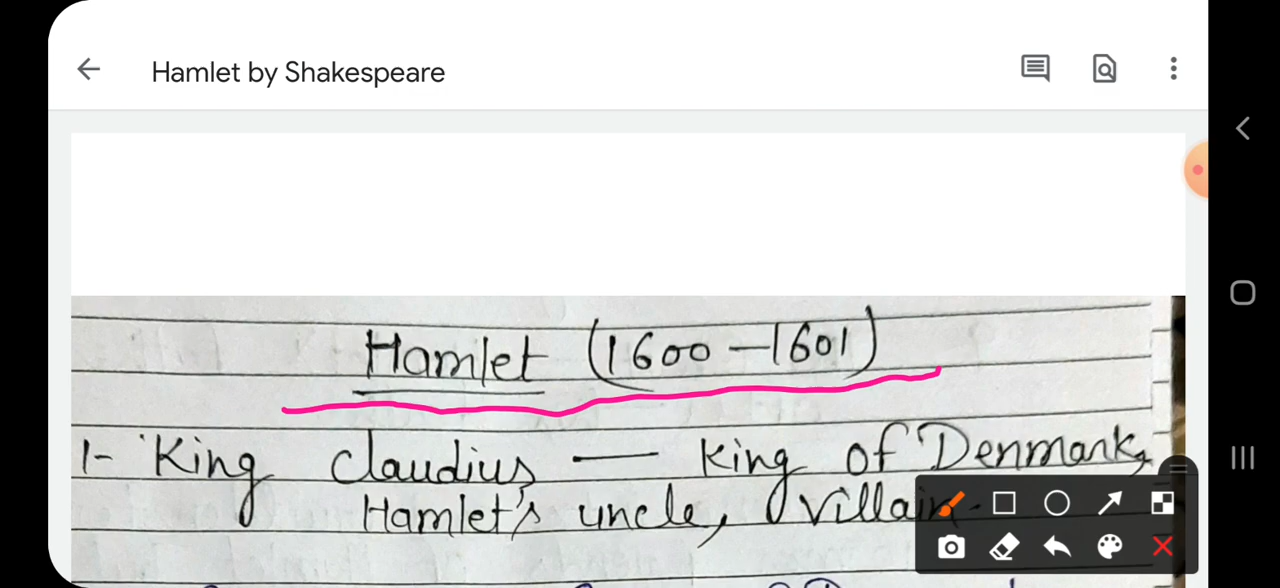 Hamlet by Shakespeare
Hamlet (1600-1601)
1- King Claudius — King of Denmark,
Hamlet's uncle, villain